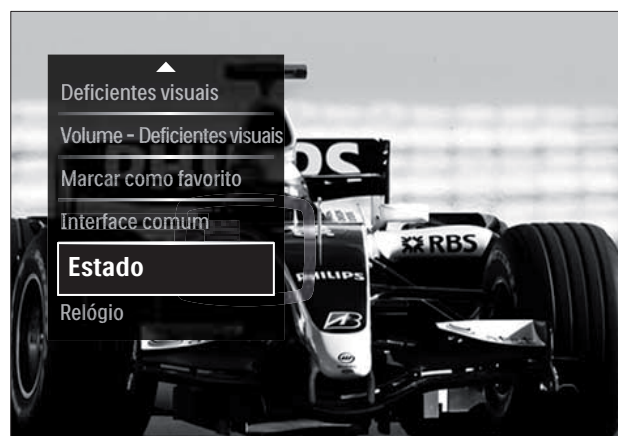 Deficientes visuais
Volume - Deficientes visuais
Marcar como favorito
Interface comum
Estado
Relógio
RBS
PHILIPS